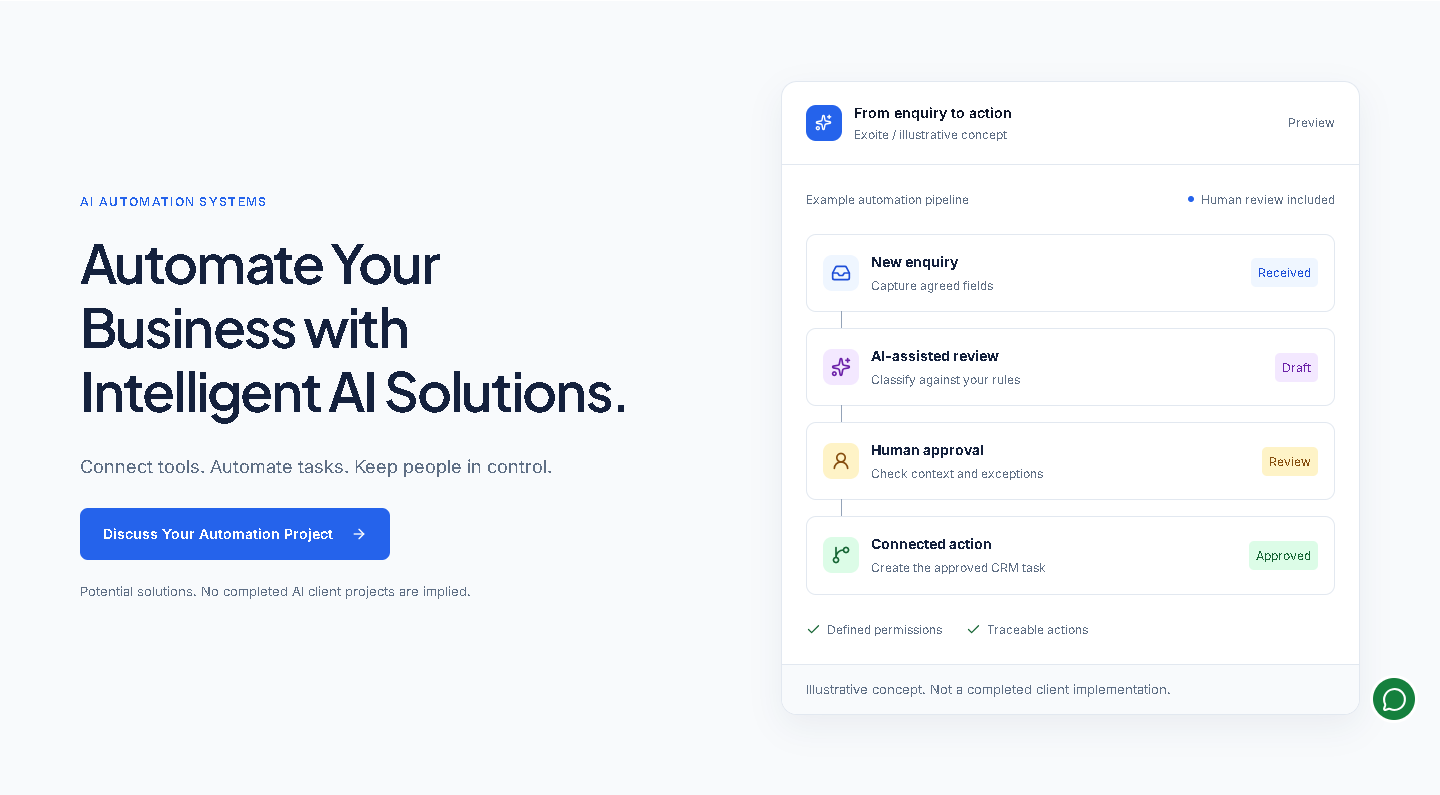 AI AUTOMATION SYSTEMS
Automate Your
Business with
Intelligent AI Solutions.
Connect tools. Automate tasks. Keep people in control.
Discuss Your Automation Project
Potential solutions. No completed AI client projects are implied.
From enquiry to action
Exoite / illustrative concept
Preview
Example automation pipeline
Human review included
New enquiry
Capture agreed fields
Received
AI-assisted review
Classify against your rules
Draft
Human approval
Check context and exceptions
Review
Connected action
Create the approved CRM task
Approved
Defined permissions
Traceable actions
Illustrative concept. Not a completed client implementation.